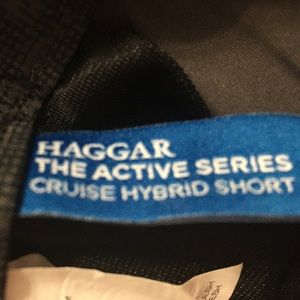 HAGGAR
THE ACTIVE SERIES
CRUISE HYBRID SHORT